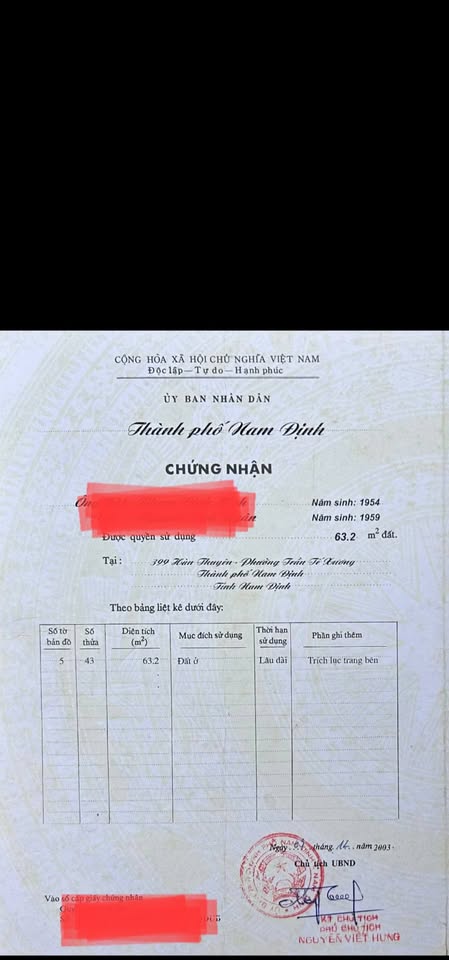 CỘNG HÒA XÃ HỘI CHỦ NGHĨA VIỆT NAM
Độc lập — Tự do — Hạnh phúc
ỦY BAN NHÂN DÂN
Thành phố Nam Định
CHỨNG NHẬN
Năm sinh: 1954
Năm sinh: 1959
Được quyền sử dụng 63.2 m² đất.
Tại : 399 Hàn Thuyên - Phường Trần Tế Xương
Thành phố Nam Định
Tỉnh Nam Định
Theo bảng liệt kê dưới đây:
Số tờ bản đồ Số thửa Diện tích (m²) Mục đích sử dụng Thời hạn sử dụng Phần ghi thêm
5 43 63.2 Đất ở Lâu dài Trích lục trang bên
Ngày tháng năm 2003
Chủ tịch UBND
Vào sổ cấp giấy chứng nhận
KT CHỦ TỊCH
PHÓ CHỦ TỊCH
NGUYỄN VIẾT HƯNG